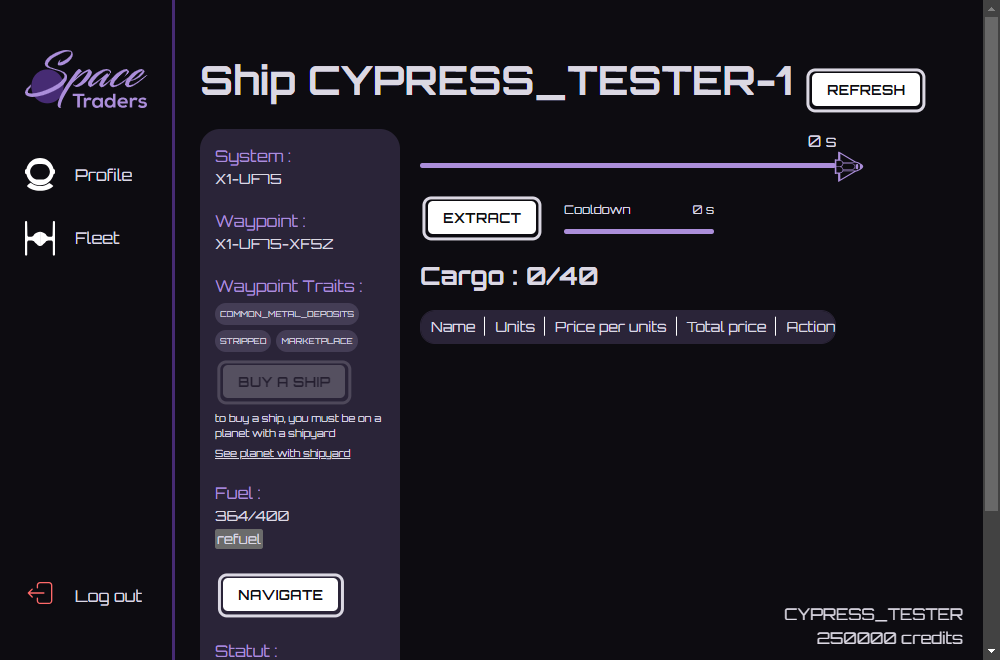 Space
Traders
Profile
Fleet
Log out
Ship CYPRESS_TESTER-1
REFRESH
System :
X1-UF75
Waypoint :
X1-UF75-XF5Z
Waypoint Traits :
COMMON_METAL_DEPOSITS
STRIPPED MARKETPLACE
BUY A SHIP
to buy a ship, you must be on a
planet with a shipyard
See planet with shipyard
Fuel :
364/400
refuel
NAVIGATE
Statut :
0 s
EXTRACT
Cooldown 0 s
Cargo : 0/40
Name Units Price per units Total price Action
CYPRESS_TESTER
250000 credits